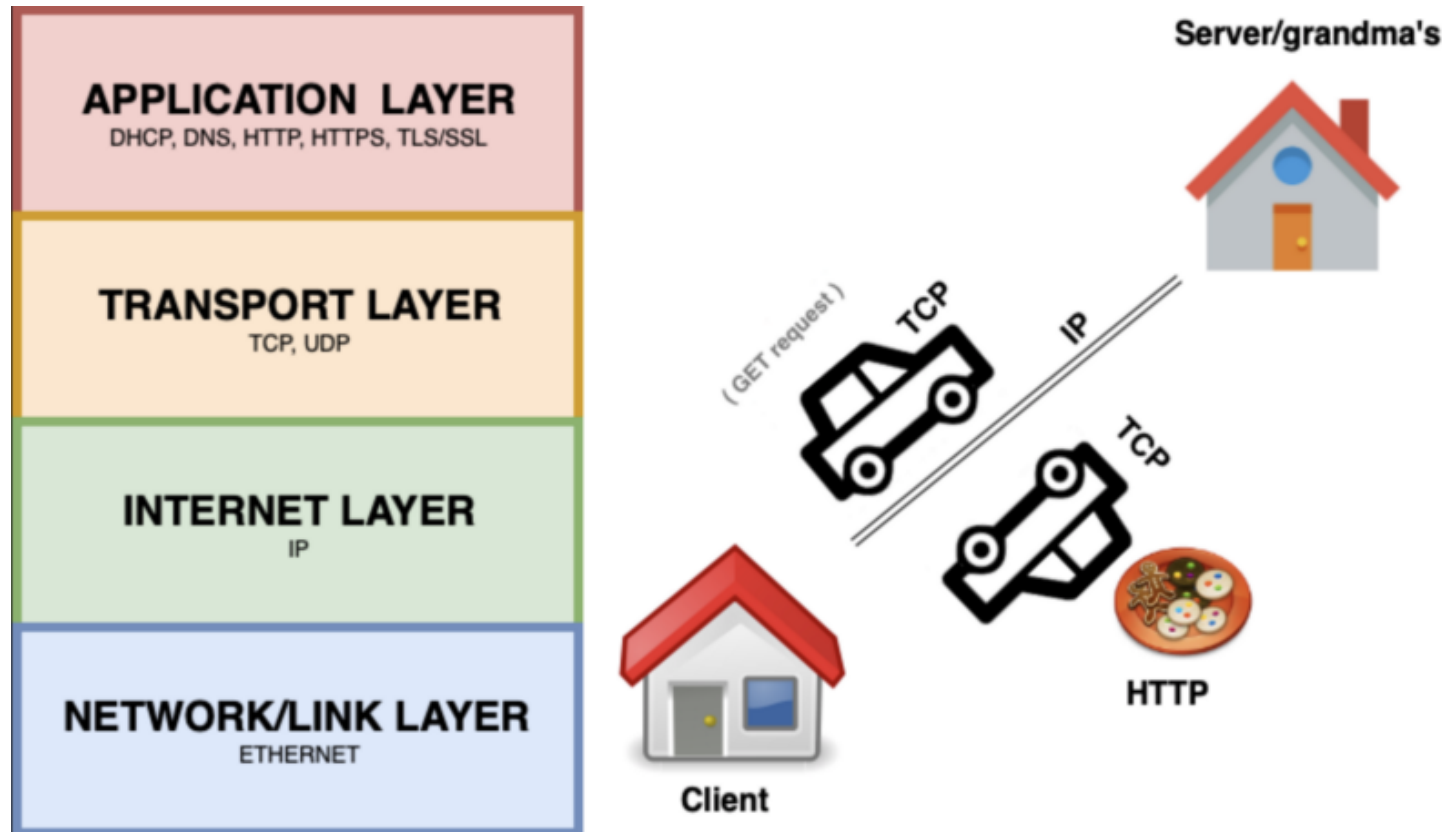 APPLICATION LAYER
DHCP, DNS, HTTP, HTTPS, TLS/SSL
TRANSPORT LAYER
TCP, UDP
INTERNET LAYER
IP
NETWORK/LINK LAYER
ETHERNET
Server/grandma's
( GET request )
TCP
IP
TCP
HTTP
Client